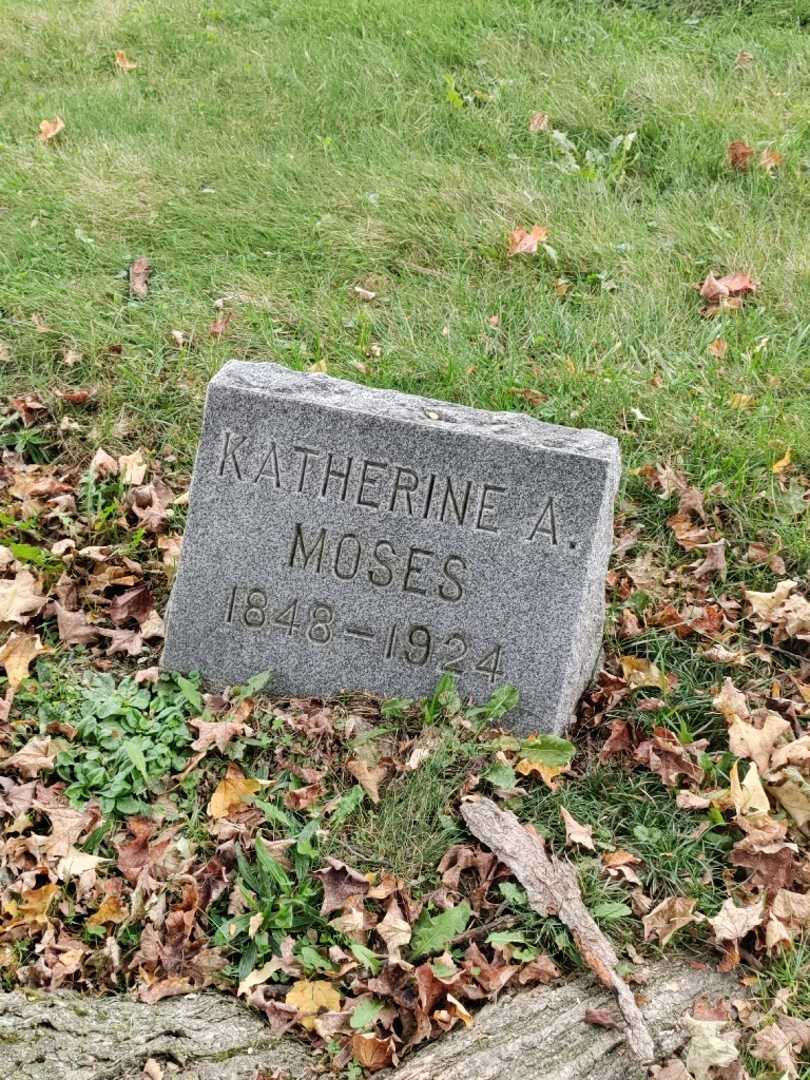 KATHERINE A.
MOSES
1848–1924